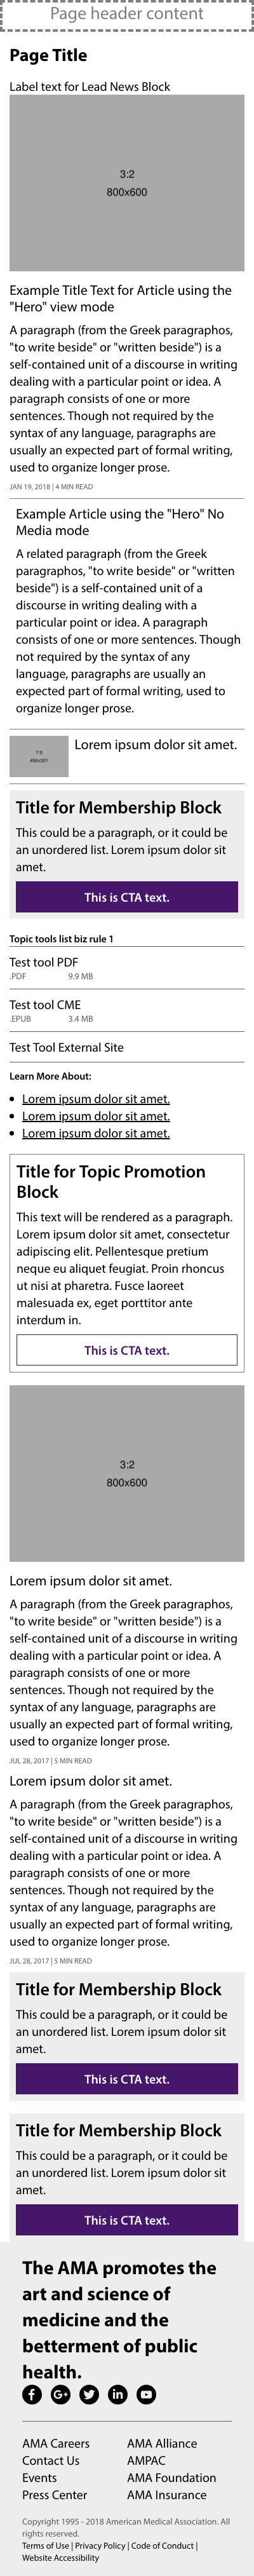 Page header content
Page Title
Label text for Lead News Block
3:2
800x600
Example Title Text for Article using the
"Hero" view mode
A paragraph (from the Greek paragraphos,
"to write beside" or "written beside") is a
self-contained unit of a discourse in writing
dealing with a particular point or idea. A
paragraph consists of one or more
sentences. Though not required by the
syntax of any language, paragraphs are
usually an expected part of formal writing,
used to organize longer prose.
JAN 19, 2018 | 4 MIN READ
Example Article using the "Hero" No
Media mode
A related paragraph (from the Greek
paragraphos, "to write beside" or "written
beside") is a self-contained unit of a
discourse in writing dealing with a
particular point or idea. A paragraph
consists of one or more sentences. Though
not required by the syntax of any
language, paragraphs are usually an
expected part of formal writing, used to
organize longer prose.
Lorem ipsum dolor sit amet.
Title for Membership Block
This could be a paragraph, or it could be
an unordered list. Lorem ipsum dolor sit
amet.
This is CTA text.
Topic tools list biz rule 1
Test tool PDF
.PDF 9.9 MB
Test tool CME
.EPUB 3.4 MB
Test Tool External Site
Learn More About:
Lorem ipsum dolor sit amet.
Lorem ipsum dolor sit amet.
Lorem ipsum dolor sit amet.
Title for Topic Promotion
Block
This text will be rendered as a paragraph.
Lorem ipsum dolor sit amet, consectetur
adipiscing elit. Pellentesque pretium
neque eu aliquet feugiat. Proin rhoncus
ut nisi at pharetra. Fusce laoreet
malesuada ex, eget porttitor ante
interdum in.
This is CTA text.
3:2
800x600
Lorem ipsum dolor sit amet.
A paragraph (from the Greek paragraphos,
"to write beside" or "written beside") is a
self-contained unit of a discourse in writing
dealing with a particular point or idea. A
paragraph consists of one or more
sentences. Though not required by the
syntax of any language, paragraphs are
usually an expected part of formal writing,
used to organize longer prose.
JUL 28, 2017 | 5 MIN READ
Lorem ipsum dolor sit amet.
A paragraph (from the Greek paragraphos,
"to write beside" or "written beside") is a
self-contained unit of a discourse in writing
dealing with a particular point or idea. A
paragraph consists of one or more
sentences. Though not required by the
syntax of any language, paragraphs are
usually an expected part of formal writing,
used to organize longer prose.
JUL 28, 2017 | 5 MIN READ
Title for Membership Block
This could be a paragraph, or it could be
an unordered list. Lorem ipsum dolor sit
amet.
This is CTA text.
Title for Membership Block
This could be a paragraph, or it could be
an unordered list. Lorem ipsum dolor sit
amet.
This is CTA text.
The AMA promotes the
art and science of
medicine and the
betterment of public
health.
AMA Careers
Contact Us
Events
Press Center
AMA Alliance
AMPAC
AMA Foundation
AMA Insurance
Copyright 1995 - 2018 American Medical Association. All
rights reserved.
Terms of Use | Privacy Policy | Code of Conduct |
Website Accessibility